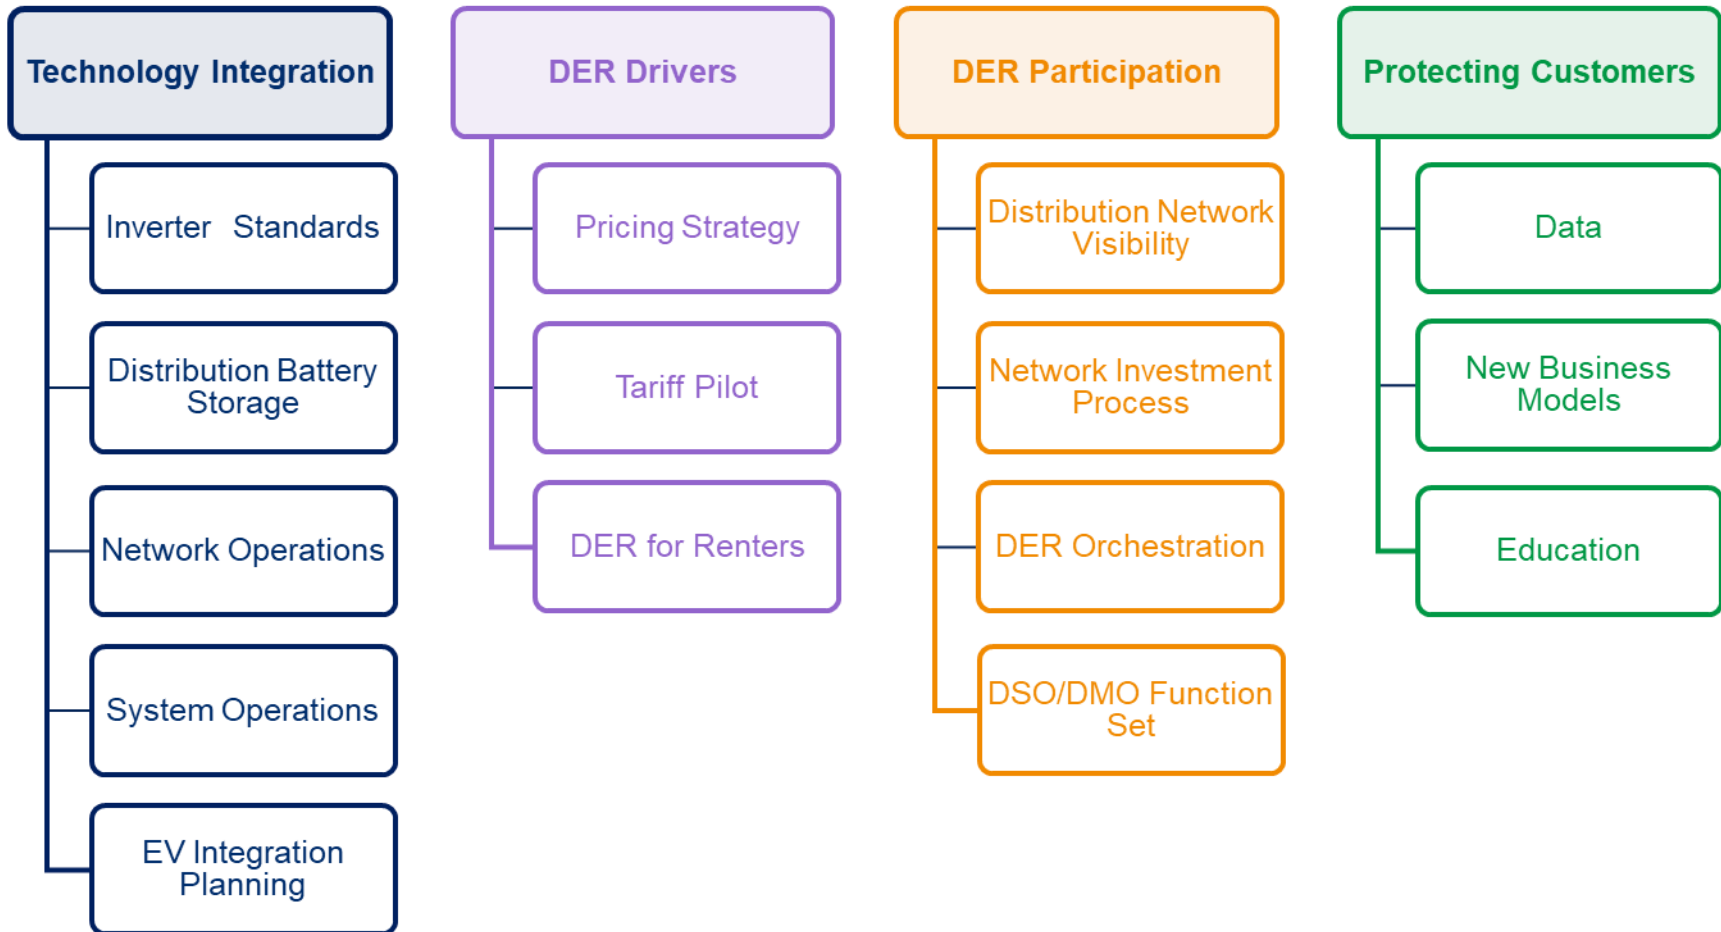 Technology Integration
Inverter Standards
Distribution Battery
Storage
Network Operations
System Operations
EV Integration
Planning
DER Drivers
Pricing Strategy
Tariff Pilot
DER for Renters
DER Participation
Distribution Network
Visibility
Network Investment
Process
DER Orchestration
DSO/DMO Function
Set
Protecting Customers
Data
New Business
Models
Education